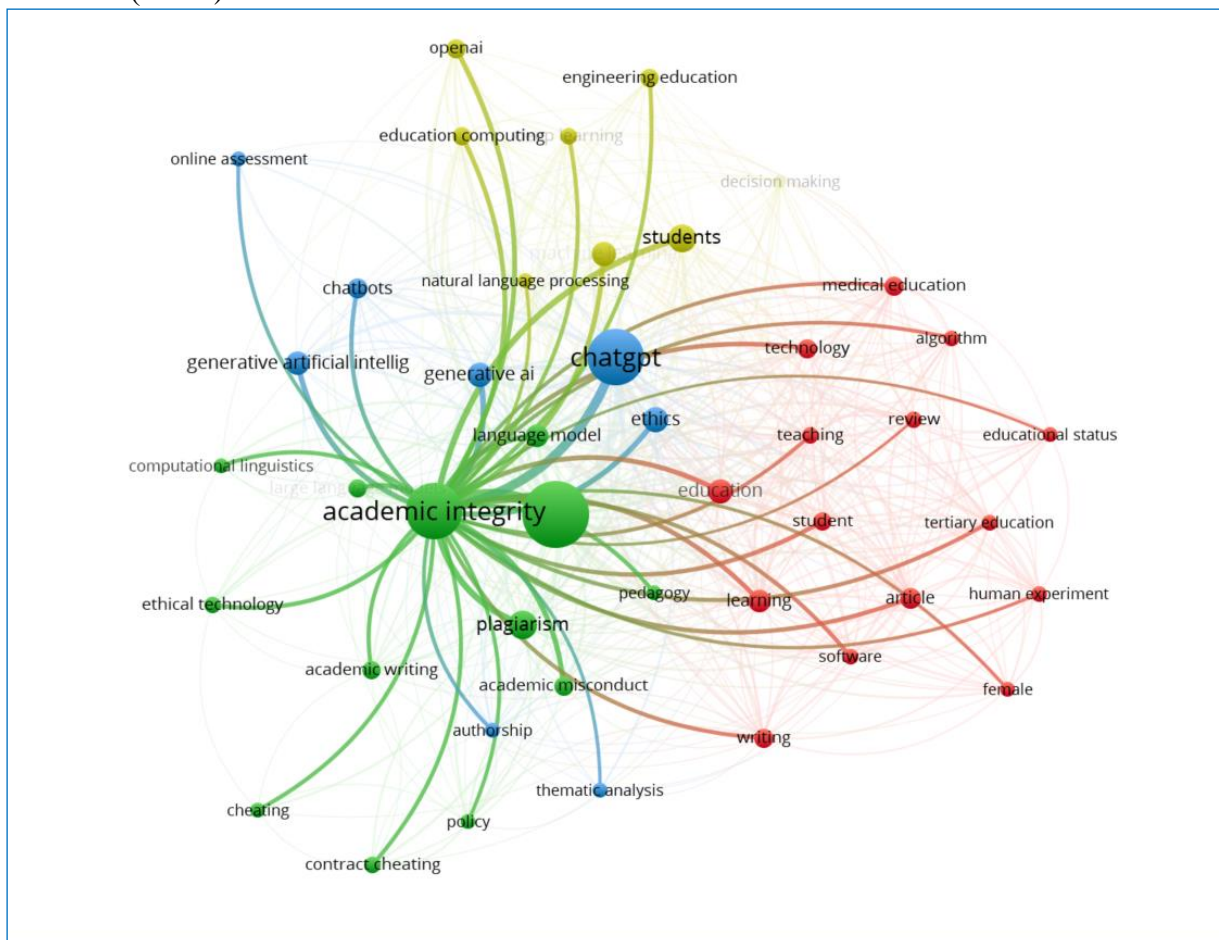 openai
engineering education
education computing
learning
online assessment
decision making
students
natural language processing
chatbots
medical education
algorithm
technology
chatgpt
generative artificial intellig
generative ai
ethics
review
language model
teaching
educational status
computational linguistics
large lang
education
academic integrity
student
tertiary education
pedagogy
learning
article
human experiment
ethical technology
plagiarism
software
academic writing
academic misconduct
female
authorship
writing
thematic analysis
cheating
policy
contract cheating